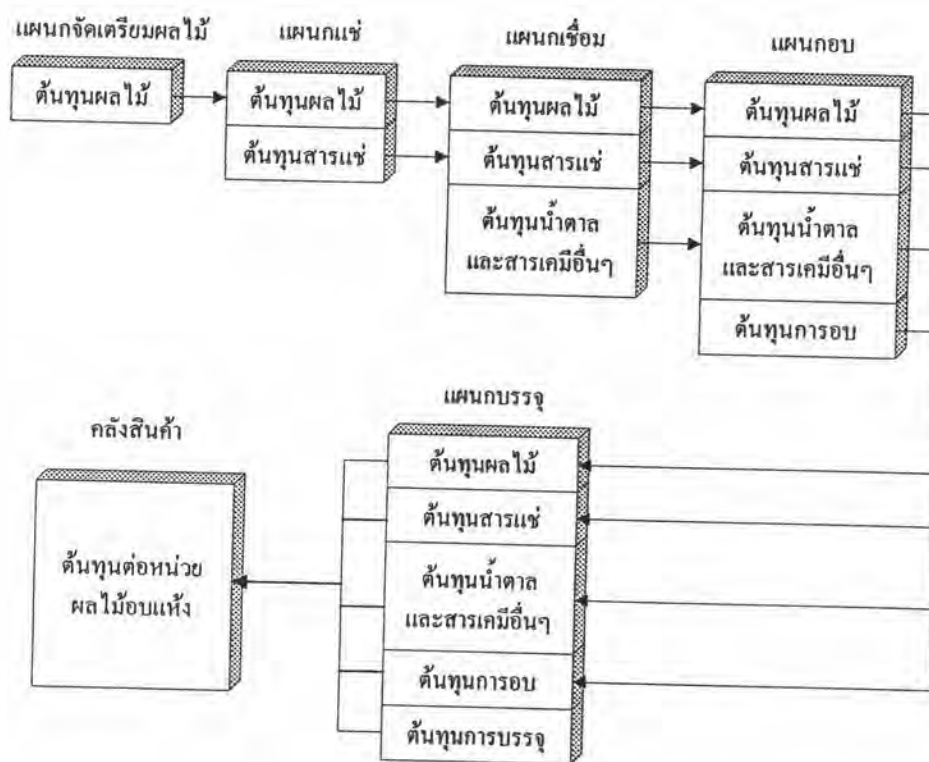 แผนกจัดเตรียมผลไม้
ต้นทุนผลไม้
แผนกแช่
ต้นทุนผลไม้
ต้นทุนสารแช่
แผนกเชื่อม
ต้นทุนผลไม้
ต้นทุนสารแช่
ต้นทุนน้ำตาล
และสารเคมีอื่นๆ
แผนกอบ
ต้นทุนผลไม้
ต้นทุนสารแช่
ต้นทุนน้ำตาล
และสารเคมีอื่นๆ
ต้นทุนการอบ
แผนกบรรจุ
ต้นทุนผลไม้
ต้นทุนสารแช่
ต้นทุนน้ำตาล
และสารเคมีอื่นๆ
ต้นทุนการอบ
ต้นทุนการบรรจุ
คลังสินค้า
ต้นทุนต่อหน่วย
ผลไม้อบแห้ง